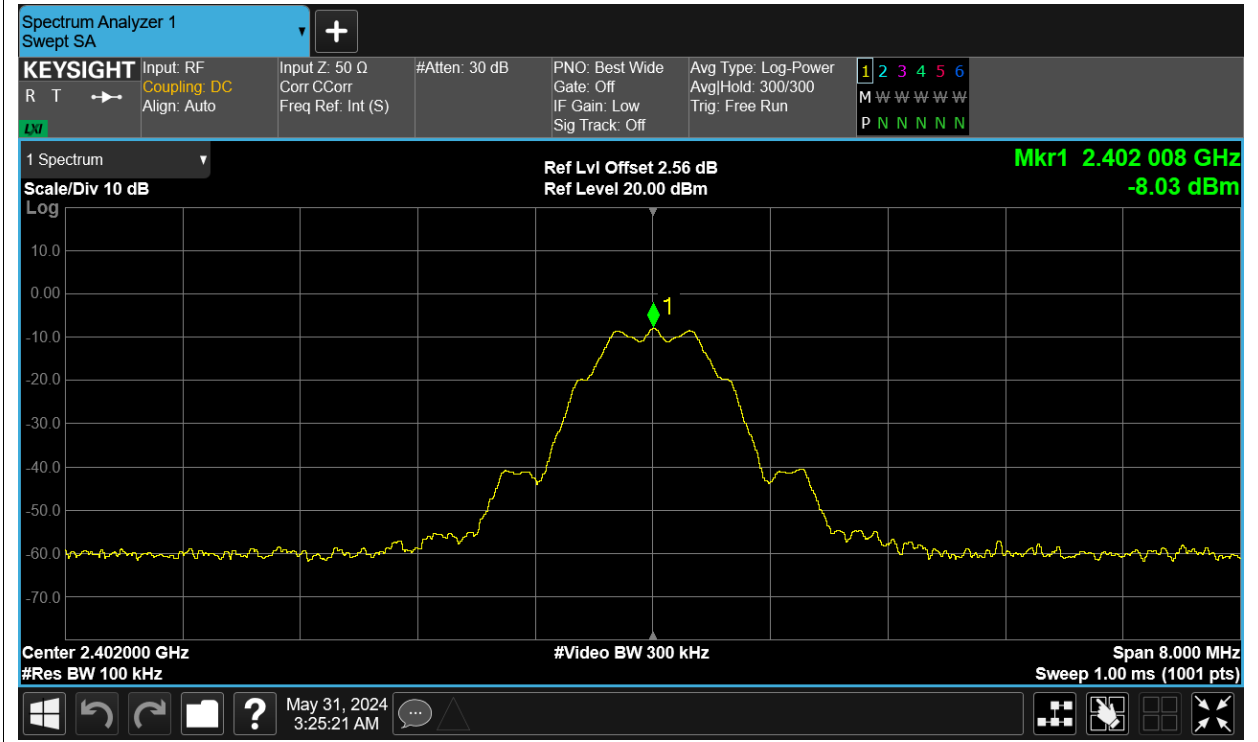 Spectrum Analyzer 1
Swept SA
+
KEYSIGHT
R T
LXI
Input: RF
Coupling: DC
Align: Auto
Input Z: 50 Ω
Corr CCorr
Freq Ref: Int (S)
#Atten: 30 dB
PNO: Best Wide
Gate: Off
IF Gain: Low
Sig Track: Off
Avg Type: Log-Power
Avg|Hold: 300/300
Trig: Free Run
1 2 3 4 5 6
M W W W W W W
P N N N N N N
1 Spectrum
Scale/Div 10 dB
Log
Ref Lvl Offset 2.56 dB
Ref Level 20.00 dBm
Mkr1 2.402 008 GHz
-8.03 dBm
10.0
0.00
-10.0
-20.0
-30.0
-40.0
-50.0
-60.0
-70.0
1
Center 2.402000 GHz
#Res BW 100 kHz
#Video BW 300 kHz
Span 8.000 MHz
Sweep 1.00 ms (1001 pts)
?
May 31, 2024
3:25:21 AM